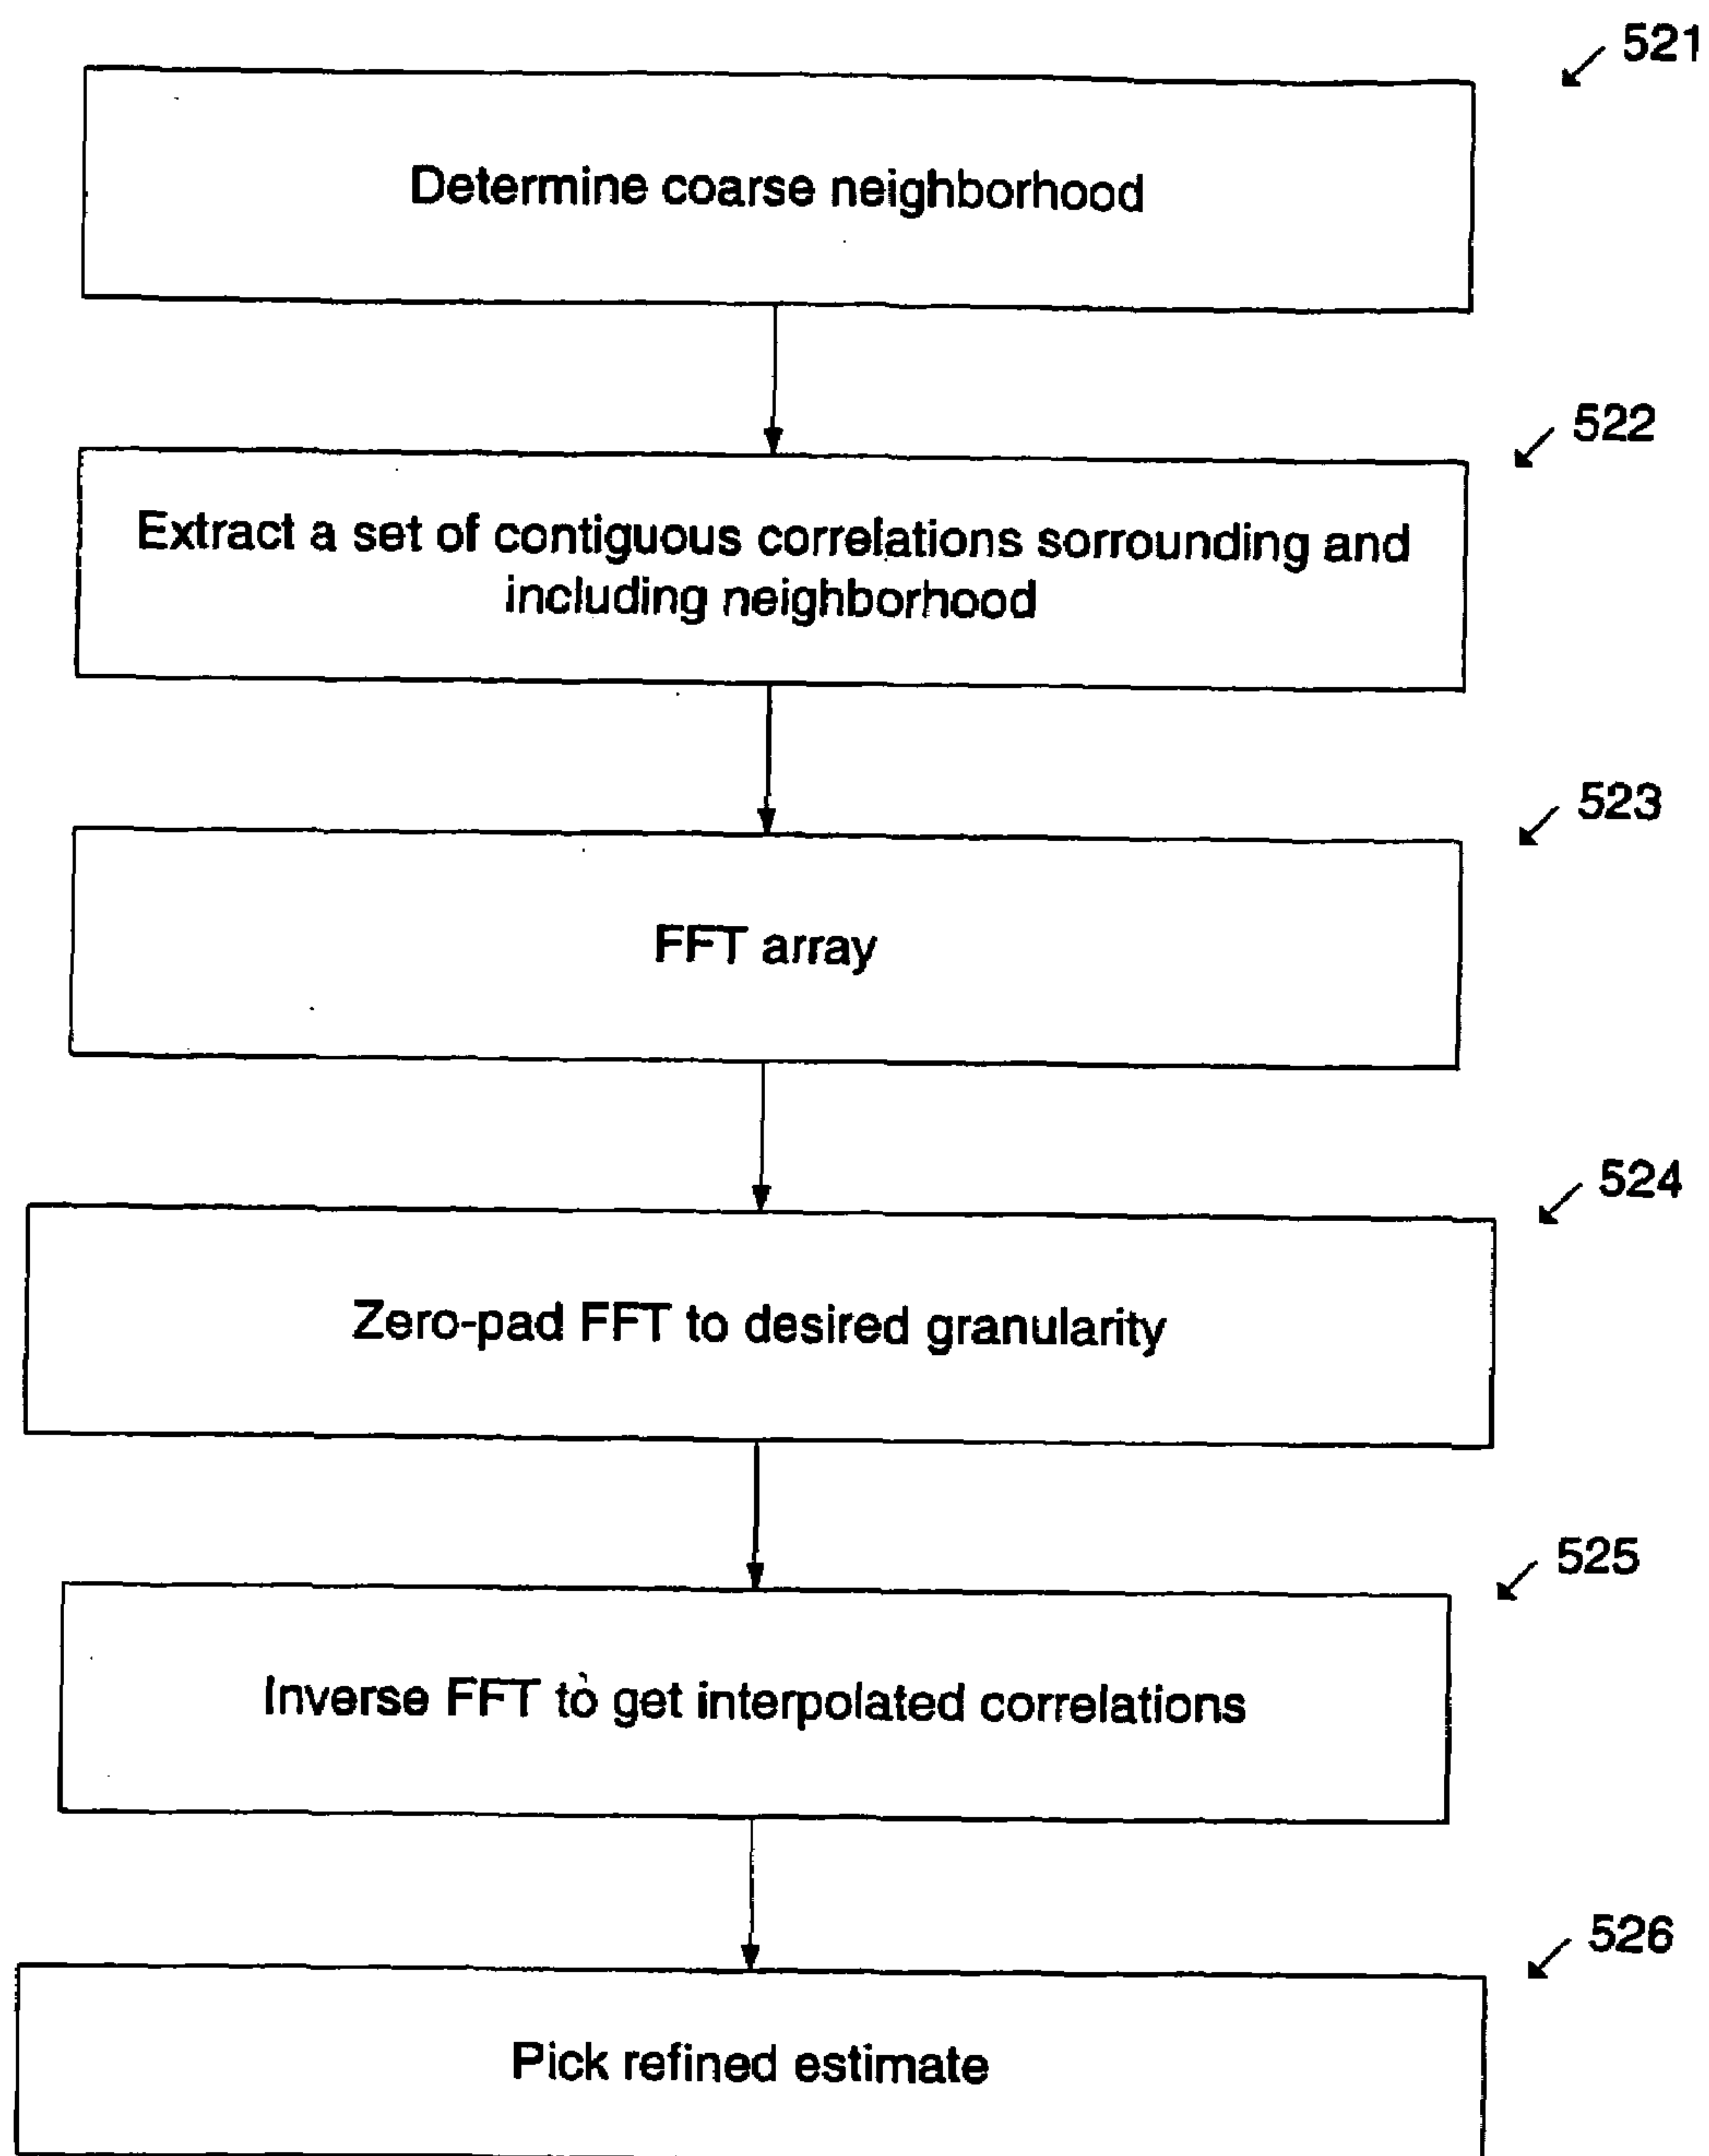 521
Determine coarse neighborhood
522
Extract a set of contiguous correlations sorrounding and
including neighborhood
523
FFT array
524
Zero-pad FFT to desired granularity
525
Inverse FFT to get interpolated correlations
526
Pick refined estimate